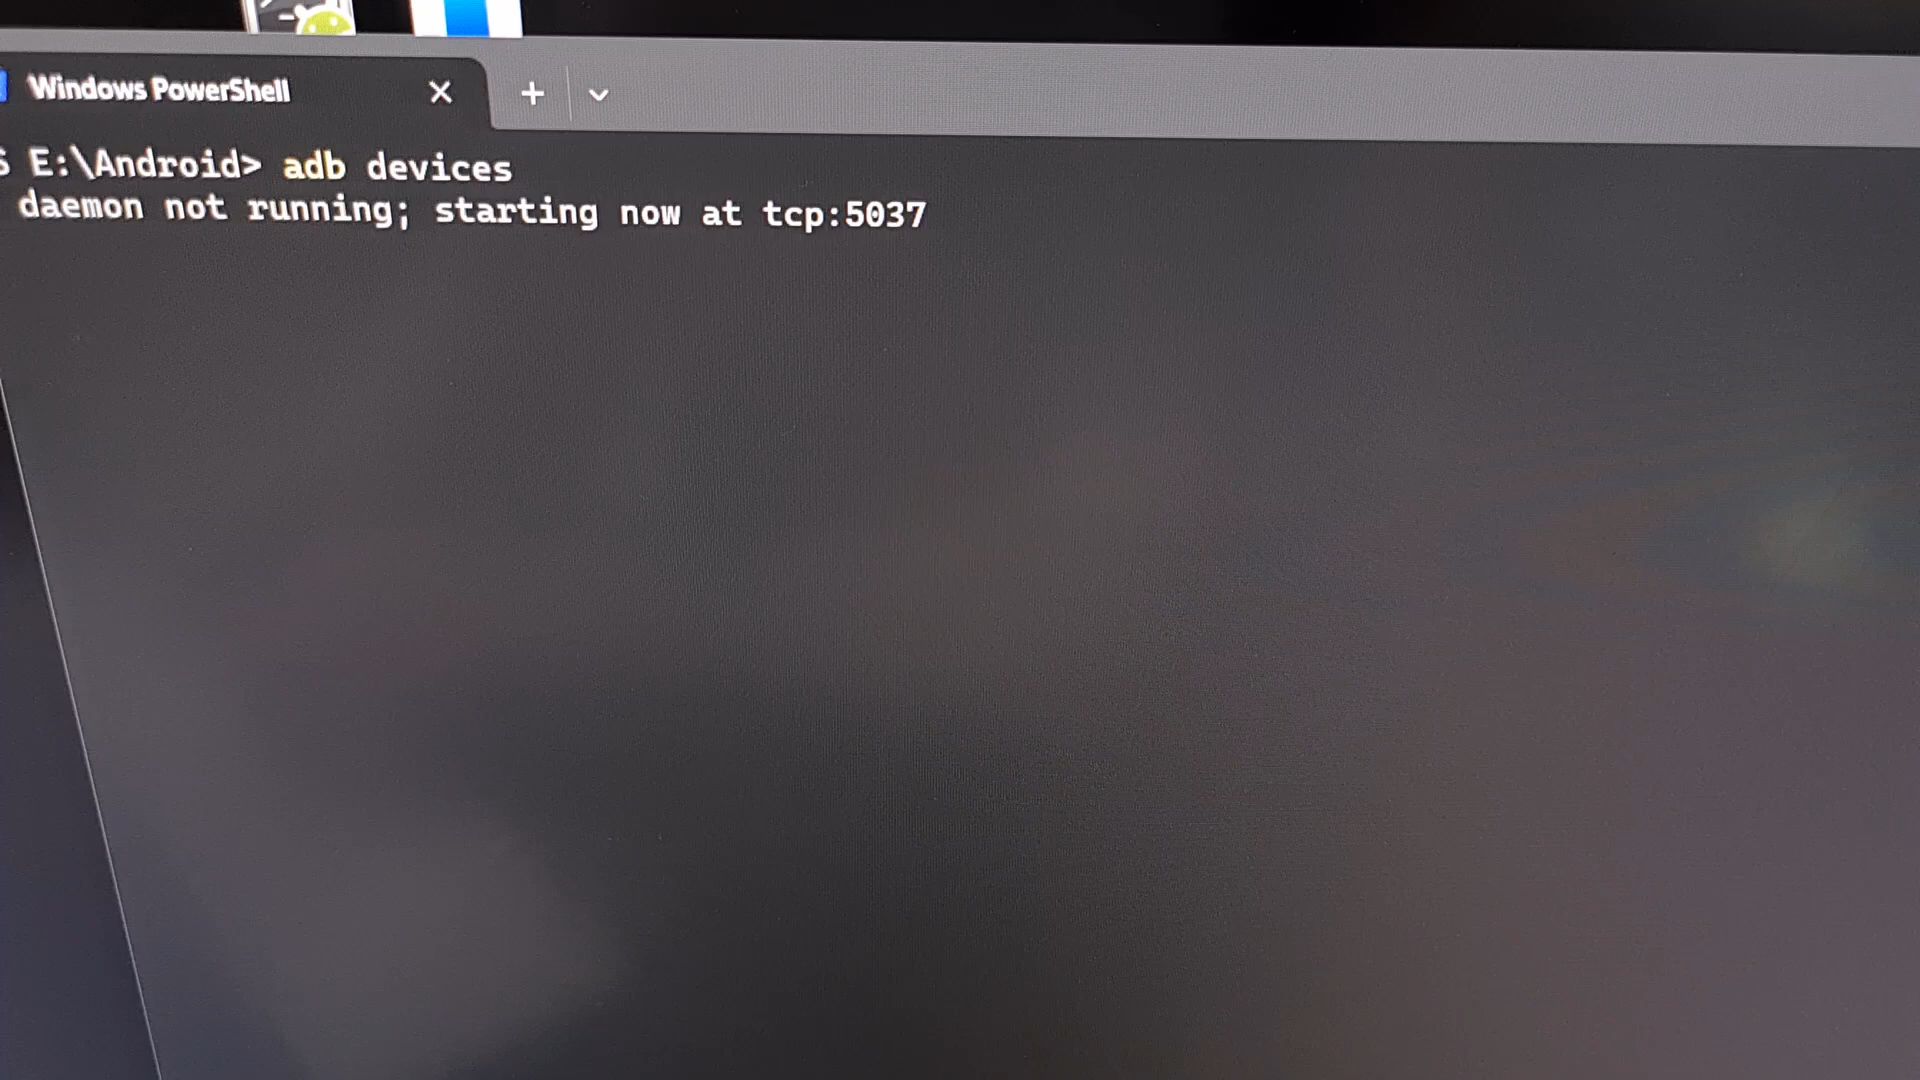 Windows PowerShell
E:\Android> adb devices
daemon not running; starting now at tcp:5037